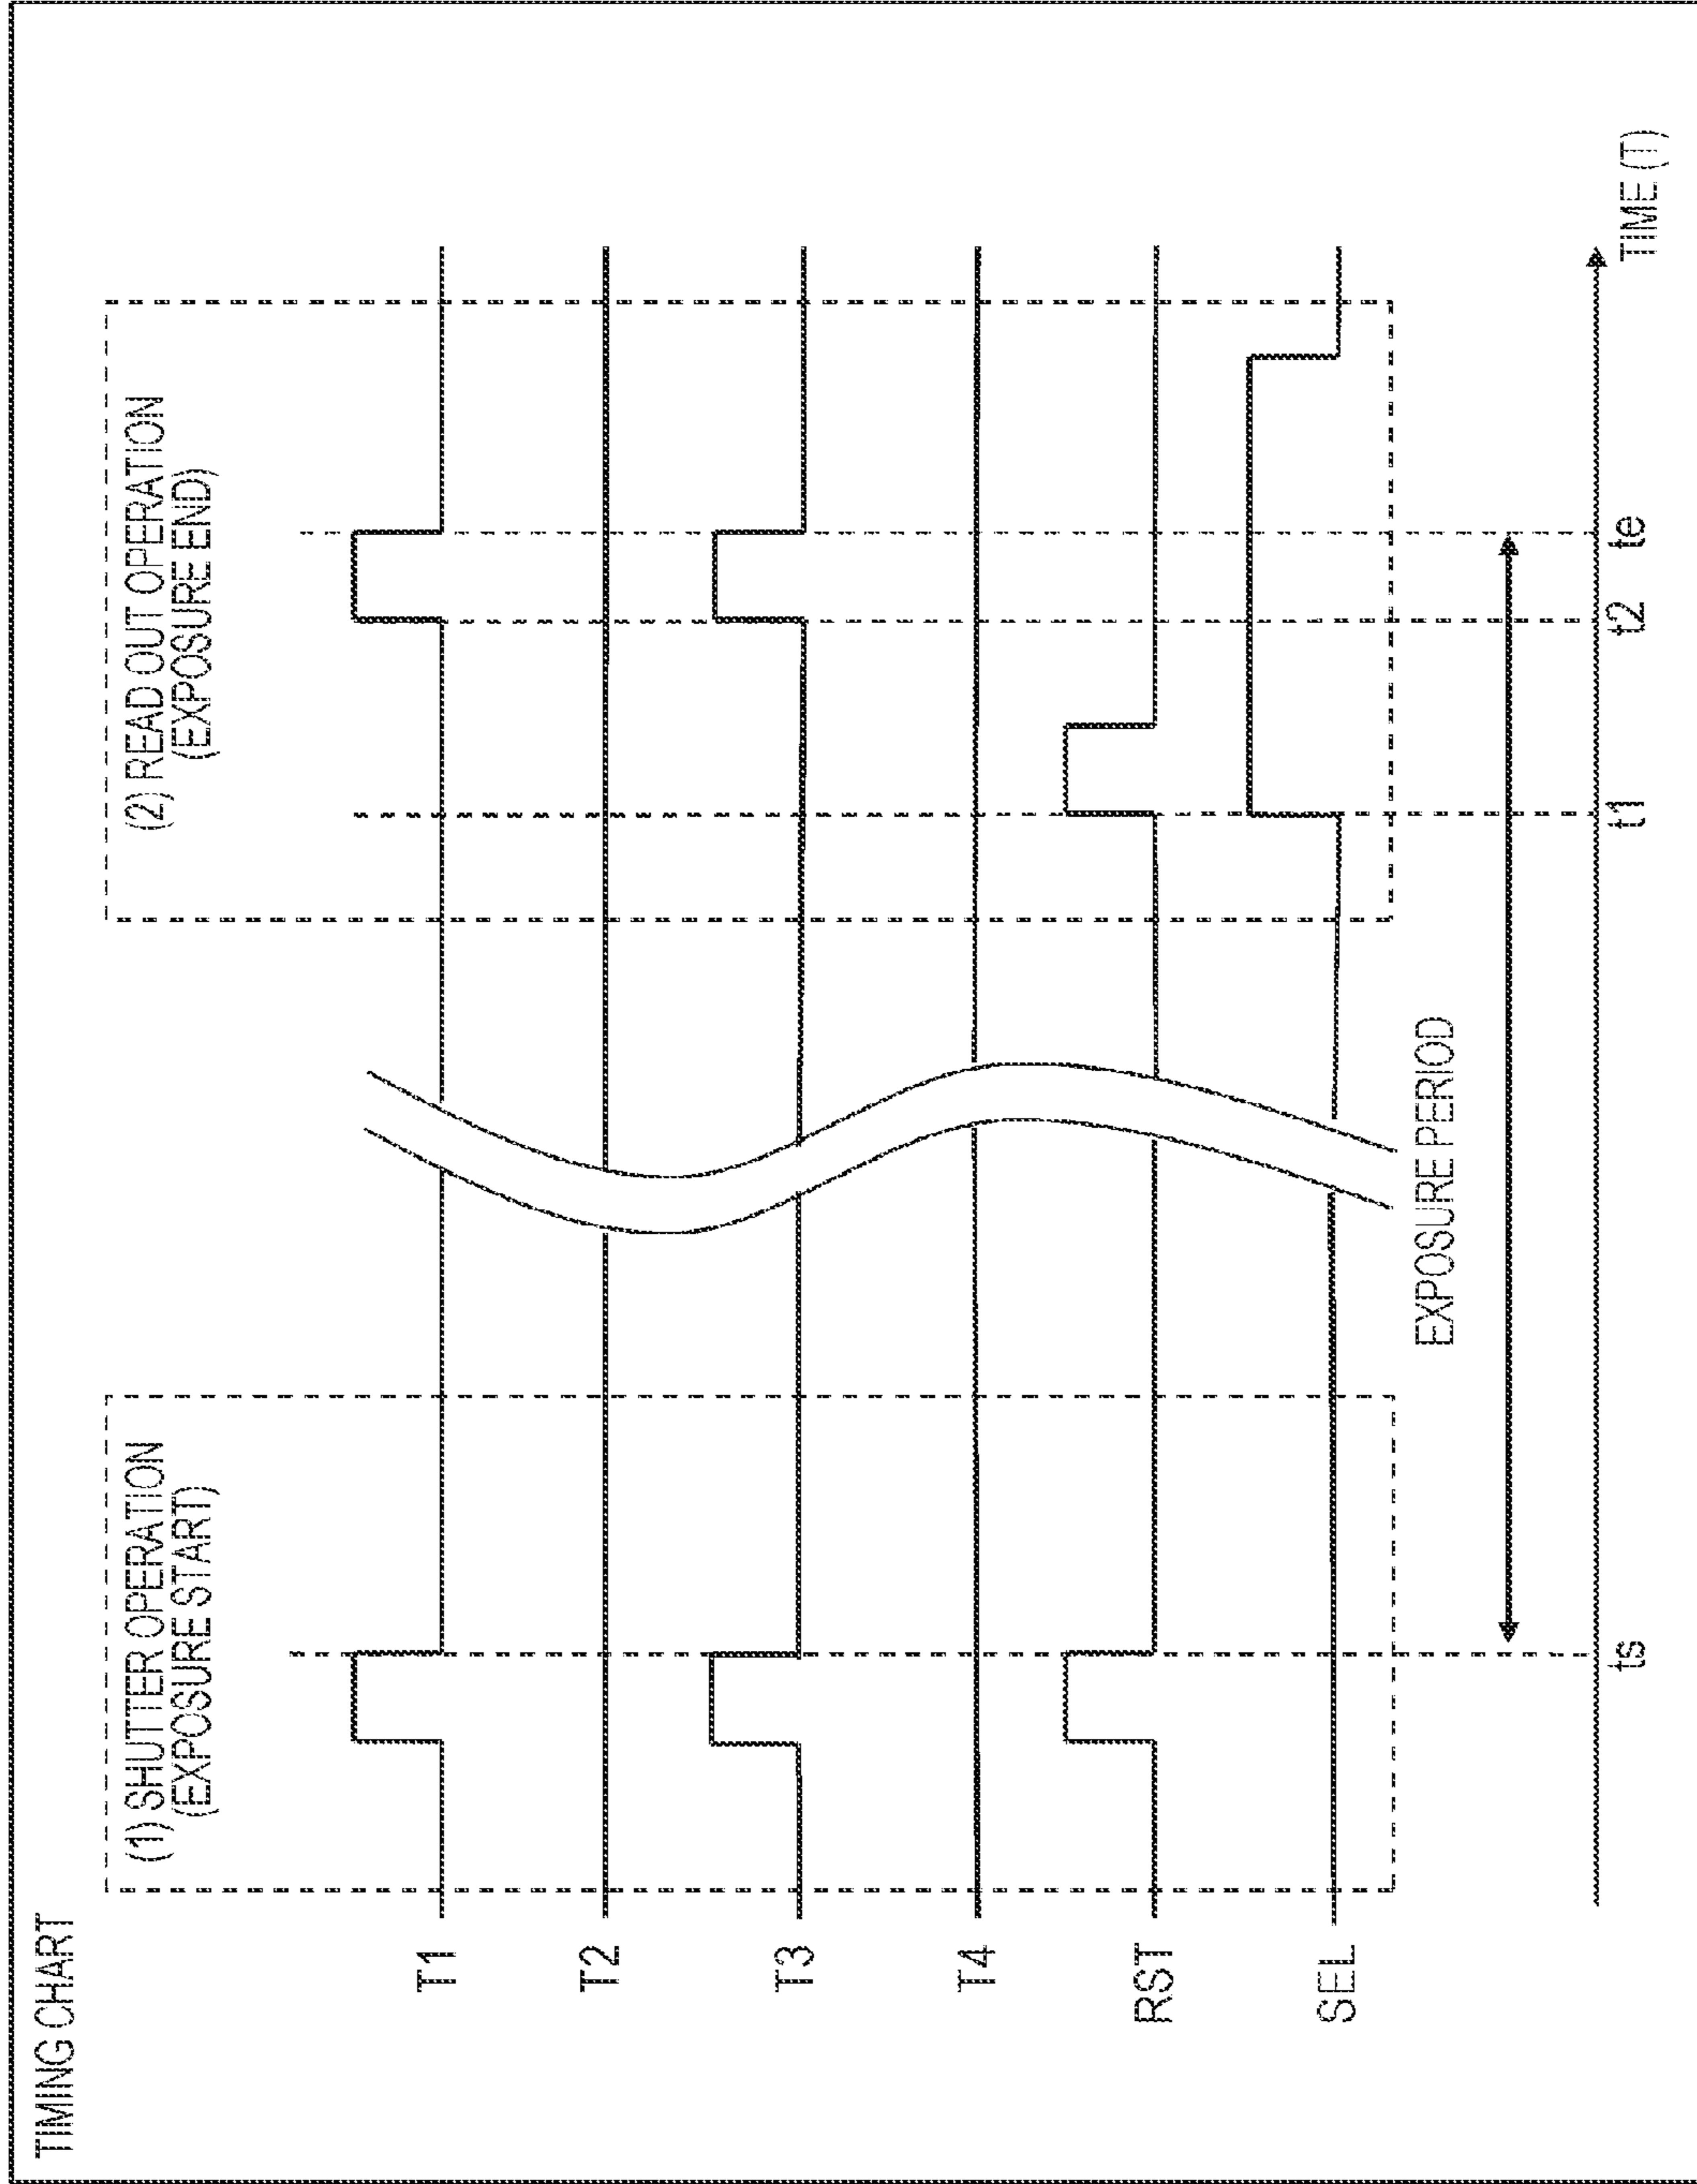 TIMING CHART
(1) SHUTTER OPERATION
(EXPOSURE START)
(2) READ OUT OPERATION
(EXPOSURE END)
T1
T2
T3
T4
RST
SEL
EXPOSURE PERIOD
ts
t1
t2
te
TIME (T)